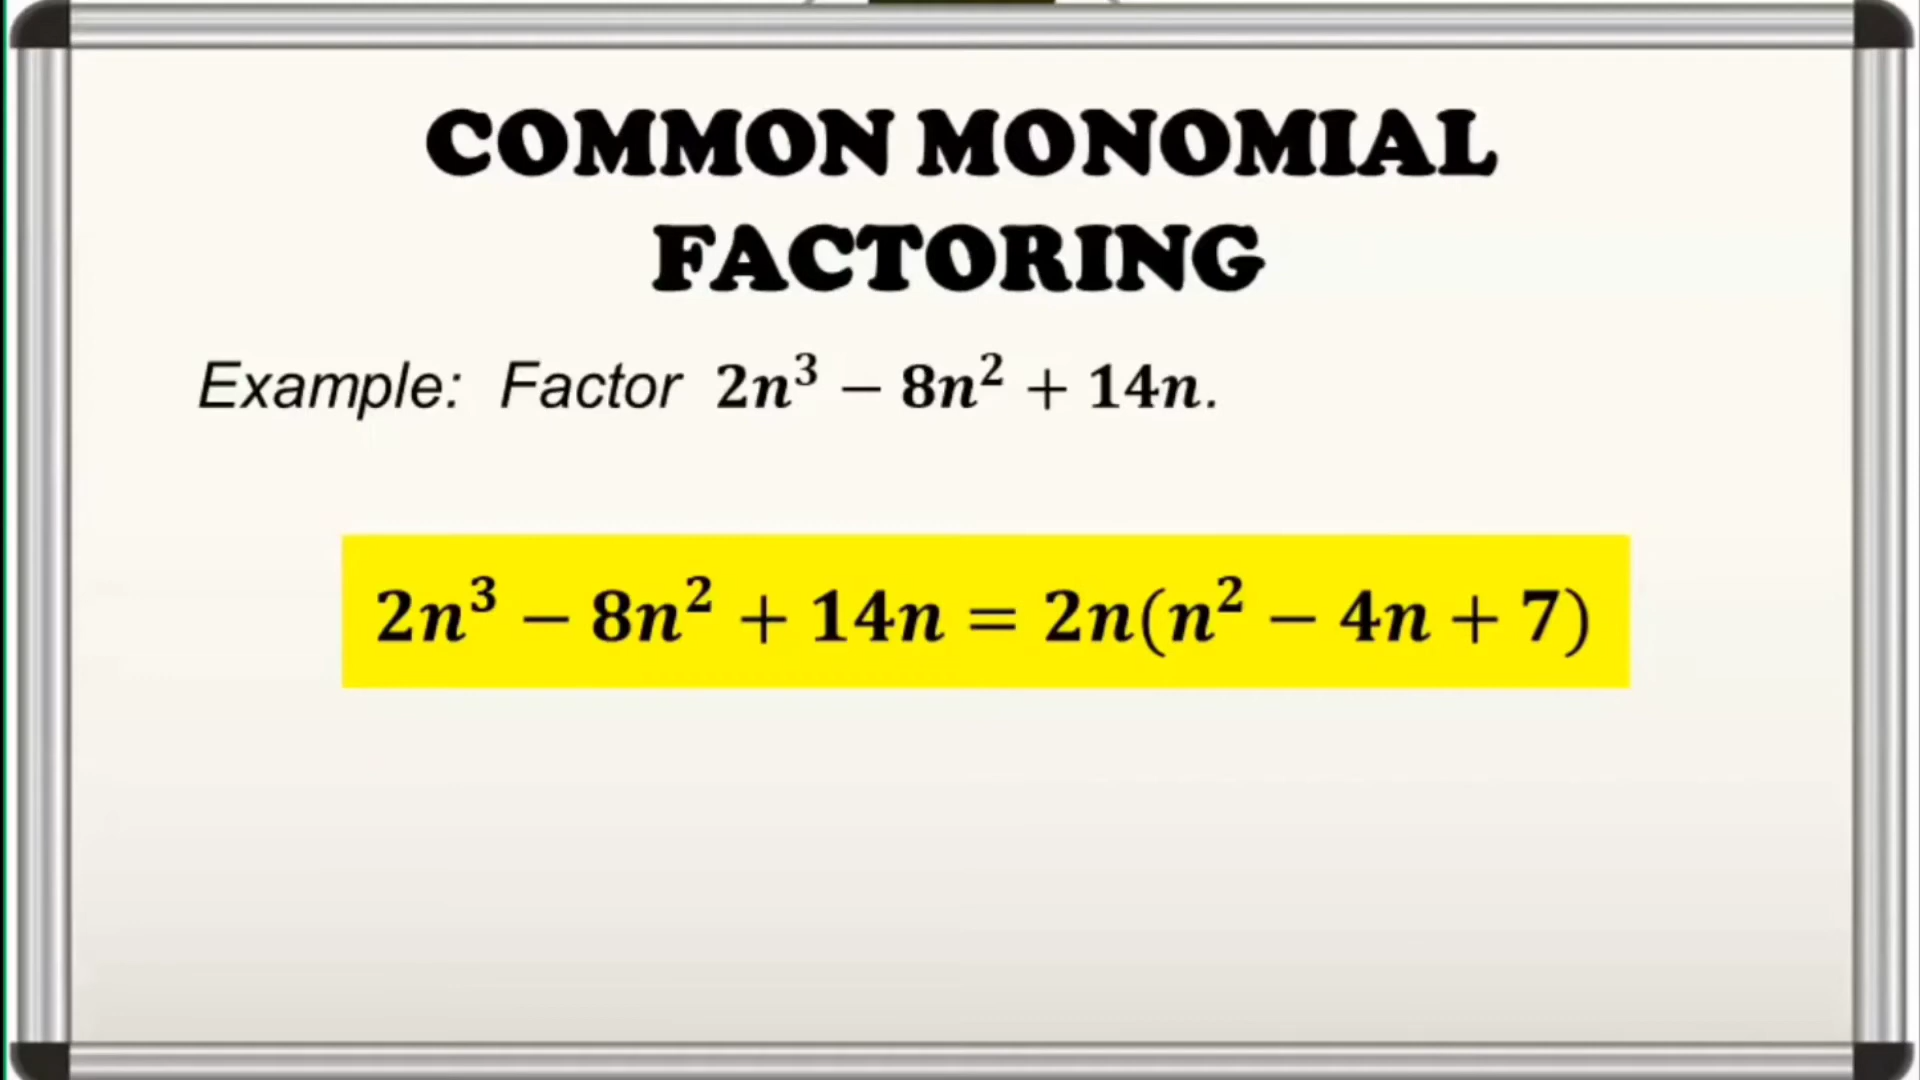 COMMON MONOMIAL
FACTORING
Example: Factor 2n³ − 8n² + 14n.
2n³ − 8n² + 14n = 2n(n² − 4n + 7)